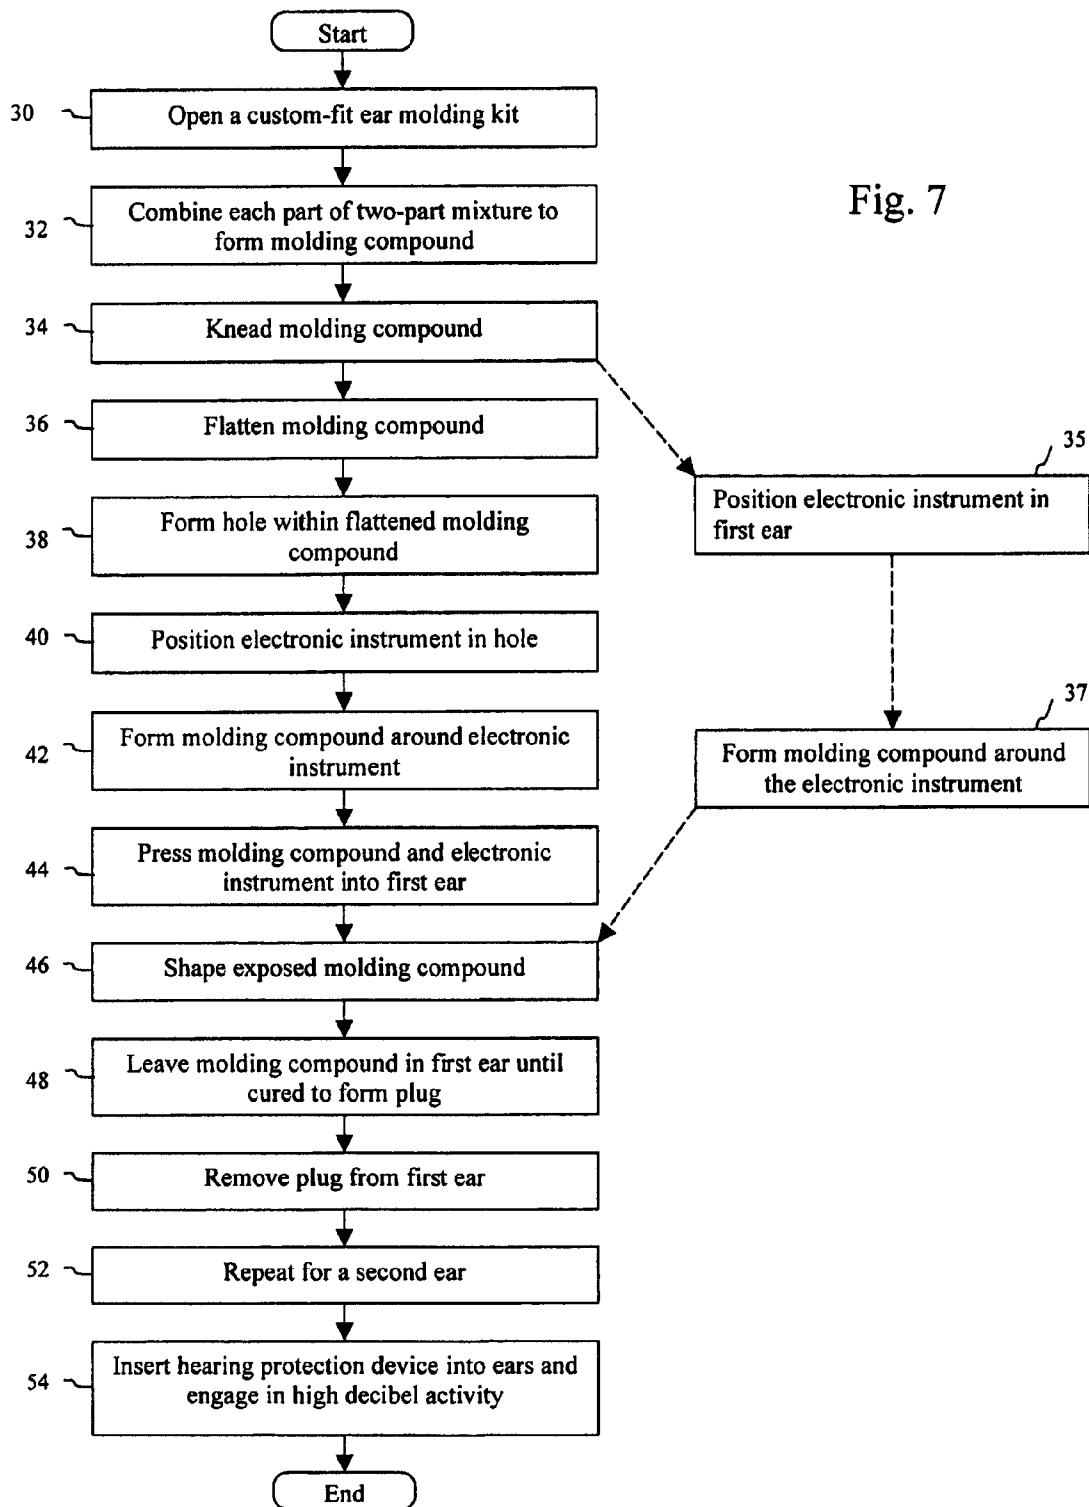 Start
30
Open a custom-fit ear molding kit
Fig. 7
32
Combine each part of two-part mixture to
form molding compound
34
Knead molding compound
36
Flatten molding compound
35
Position electronic instrument in
first ear
38
Form hole within flattened molding
compound
40
Position electronic instrument in hole
42
Form molding compound around electronic
instrument
37
Form molding compound around
the electronic instrument
44
Press molding compound and electronic
instrument into first ear
46
Shape exposed molding compound
48
Leave molding compound in first ear until
cured to form plug
50
Remove plug from first ear
52
Repeat for a second ear
54
Insert hearing protection device into ears and
engage in high decibel activity
End